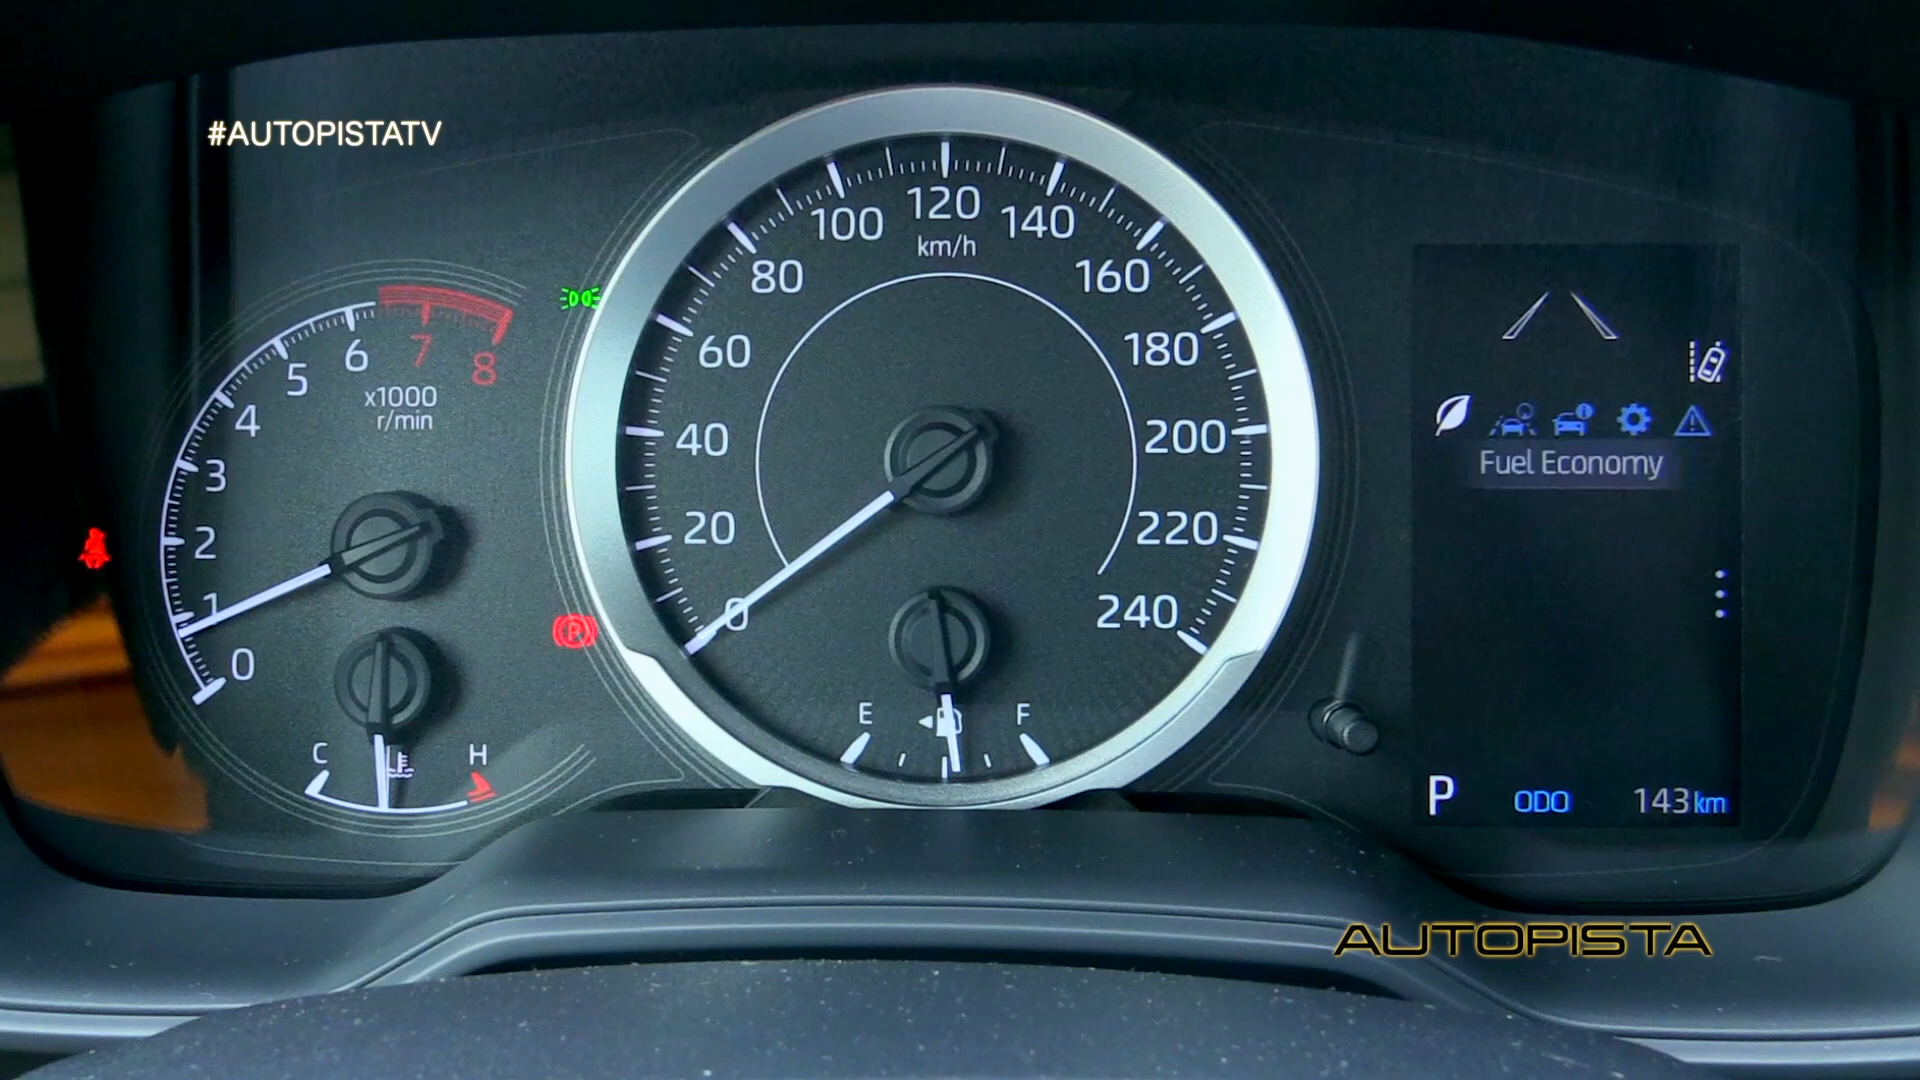 #AUTOPISTATV
0
1
2
3
4
5
6
7
8
x1000
r/min
C
H
0
20
40
60
80
100
120
140
160
180
200
220
240
km/h
E
F
R
Fuel Economy
P ODO 143km
AUTOPISTA